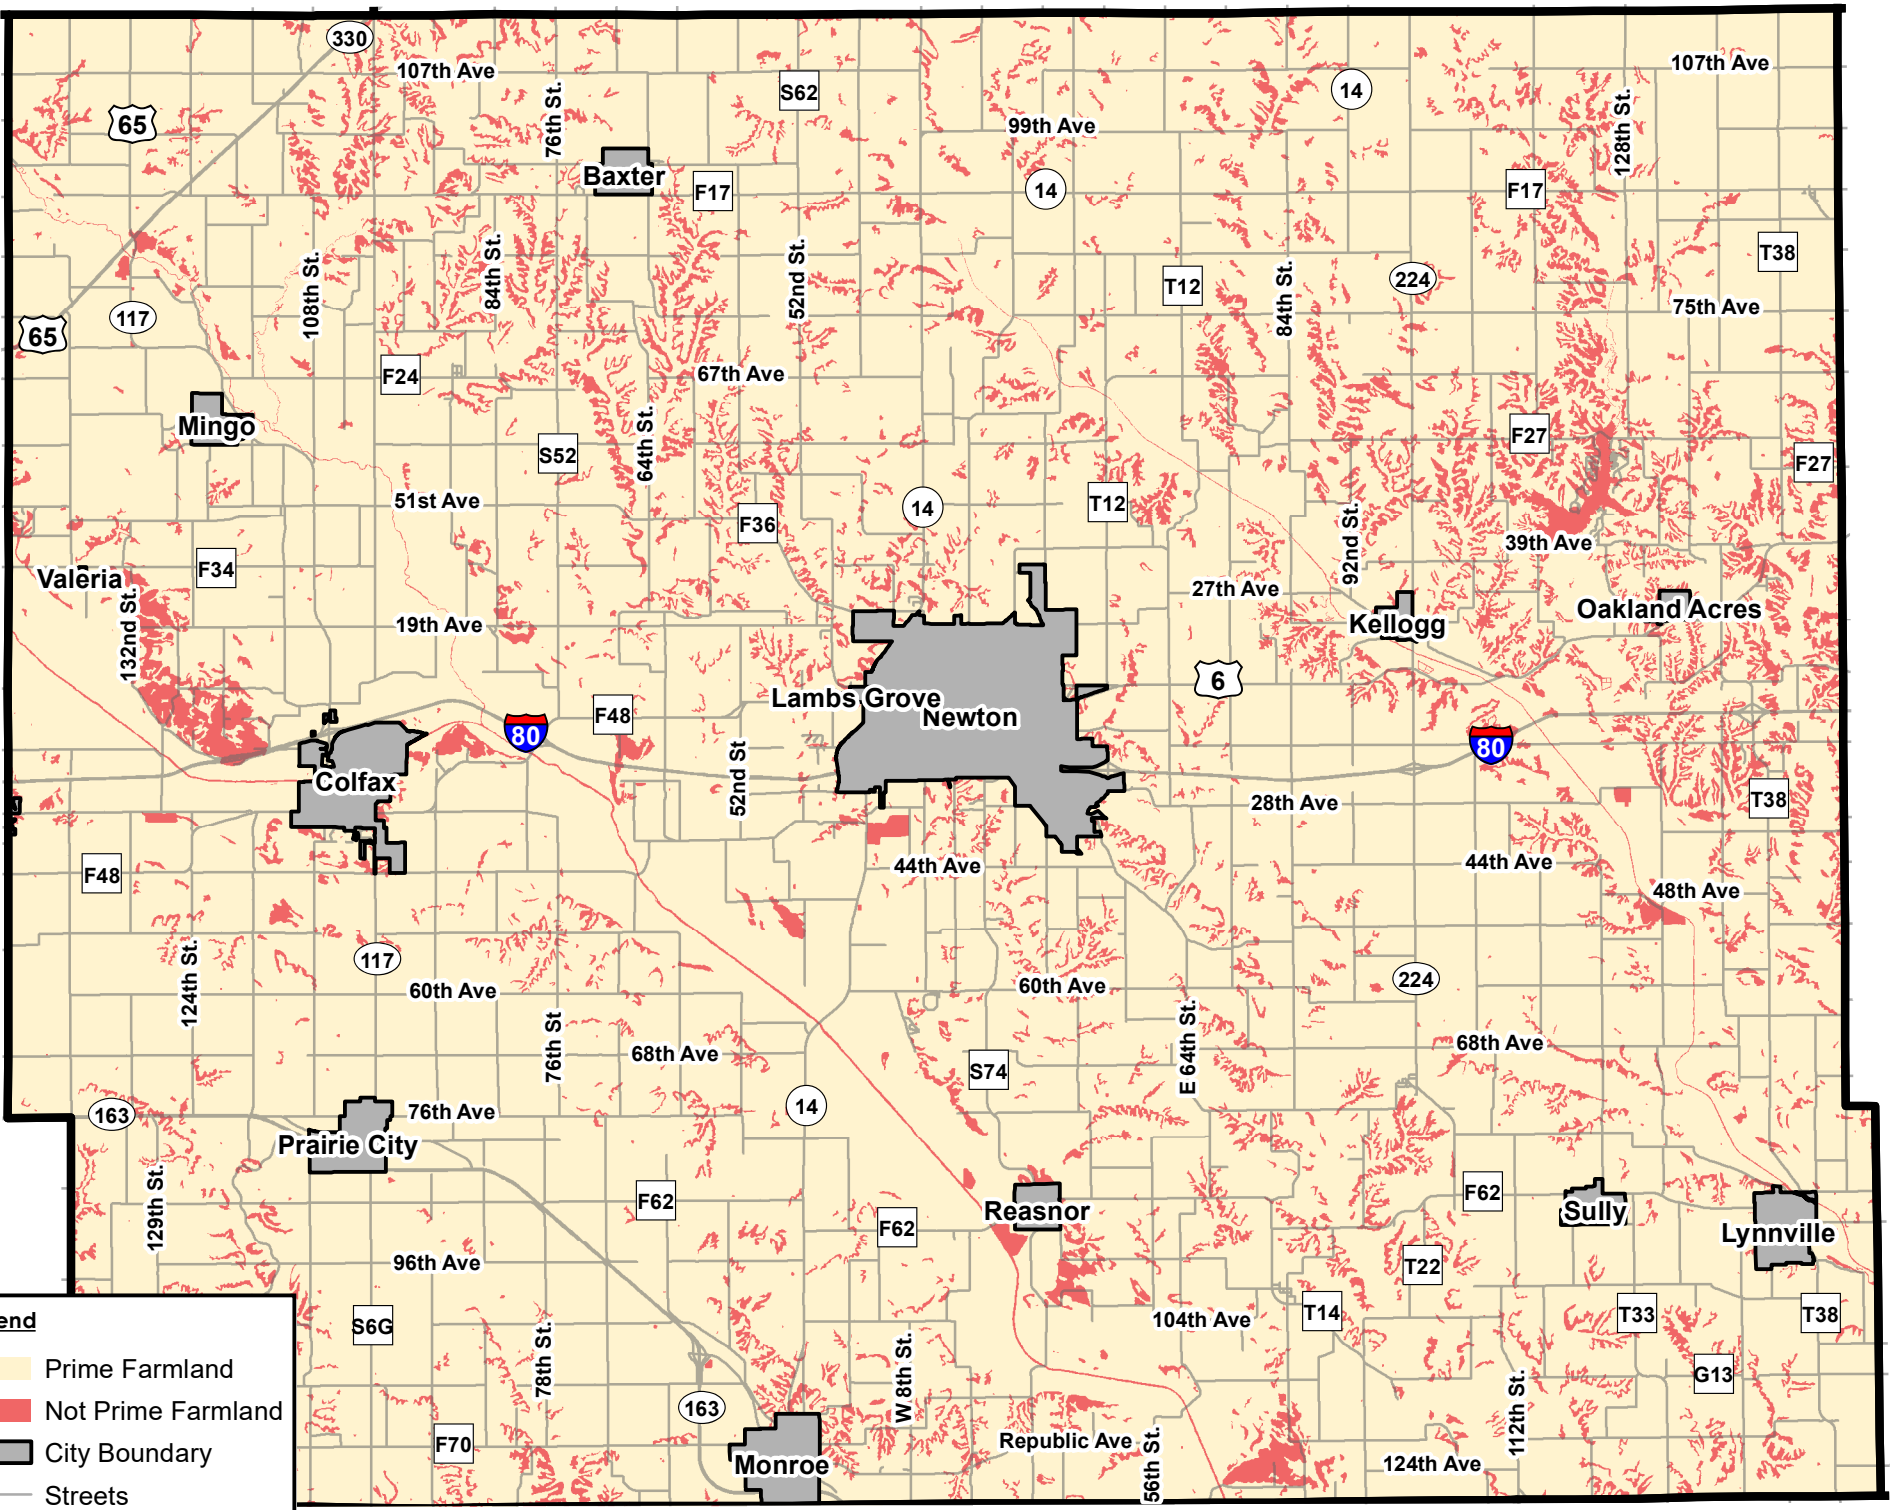 330
107th Ave
107th Ave
S62
14
65
76th St.
99th Ave
128th St.
Baxter
F17
14
F17
108th St.
84th St.
52nd St.
T12
84th St.
224
T38
117
65
75th Ave
F24
67th Ave
Mingo
S52
64th St.
F27
F27
51st Ave
F36
14
T12
92nd St.
39th Ave
Valeria
F34
132nd St.
27th Ave
Kellogg
Oakland Acres
19th Ave
6
Lambs Grove
Newton
F48
80
80
52nd St
Colfax
28th Ave
T38
F48
44th Ave
44th Ave
48th Ave
124th St.
117
60th Ave
60th Ave
224
76th St
68th Ave
S74
E 64th St.
68th Ave
163
76th Ave
14
Prairie City
129th St.
F62
F62
Reasnor
F62
Sully
Lynnville
96th Ave
T22
S6G
78th St.
104th Ave
T14
T33
T38
W 8th St.
G13
163
112th St.
F70
Monroe
Republic Ave
56th St.
124th Ave
end
Prime Farmland
Not Prime Farmland
City Boundary
Streets